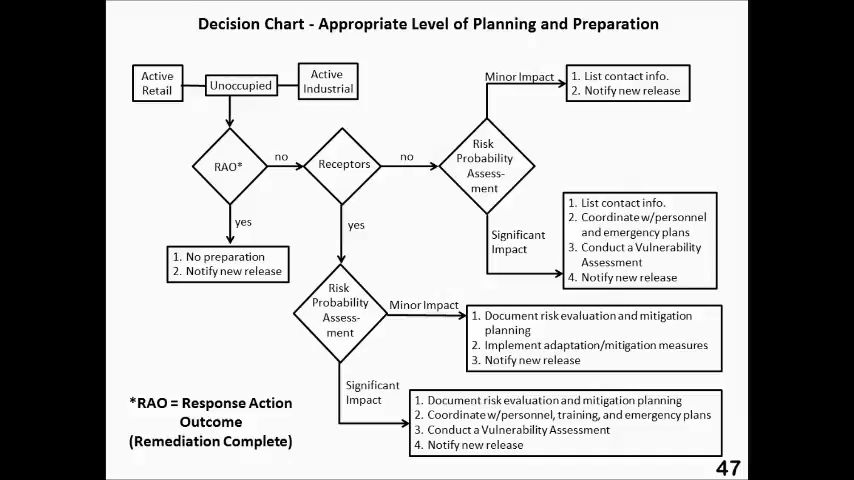 Decision Chart - Appropriate Level of Planning and Preparation
Active
Retail
Unoccupied
Active
Industrial
Minor Impact
1. List contact info.
2. Notify new release
RAO*
no
Receptors
no
Risk
Probability
Assess-
ment
yes
yes
Significant
Impact
1. List contact info.
2. Coordinate w/personnel
and emergency plans
3. Conduct a Vulnerability
Assessment
4. Notify new release
1. No preparation
2. Notify new release
Risk
Probability
Assess-
ment
Minor Impact
1. Document risk evaluation and mitigation
planning
2. Implement adaptation/mitigation measures
3. Notify new release
Significant
Impact
1. Document risk evaluation and mitigation planning
2. Coordinate w/personnel, training, and emergency plans
3. Conduct a Vulnerability Assessment
4. Notify new release
*RAO = Response Action
Outcome
(Remediation Complete)
47